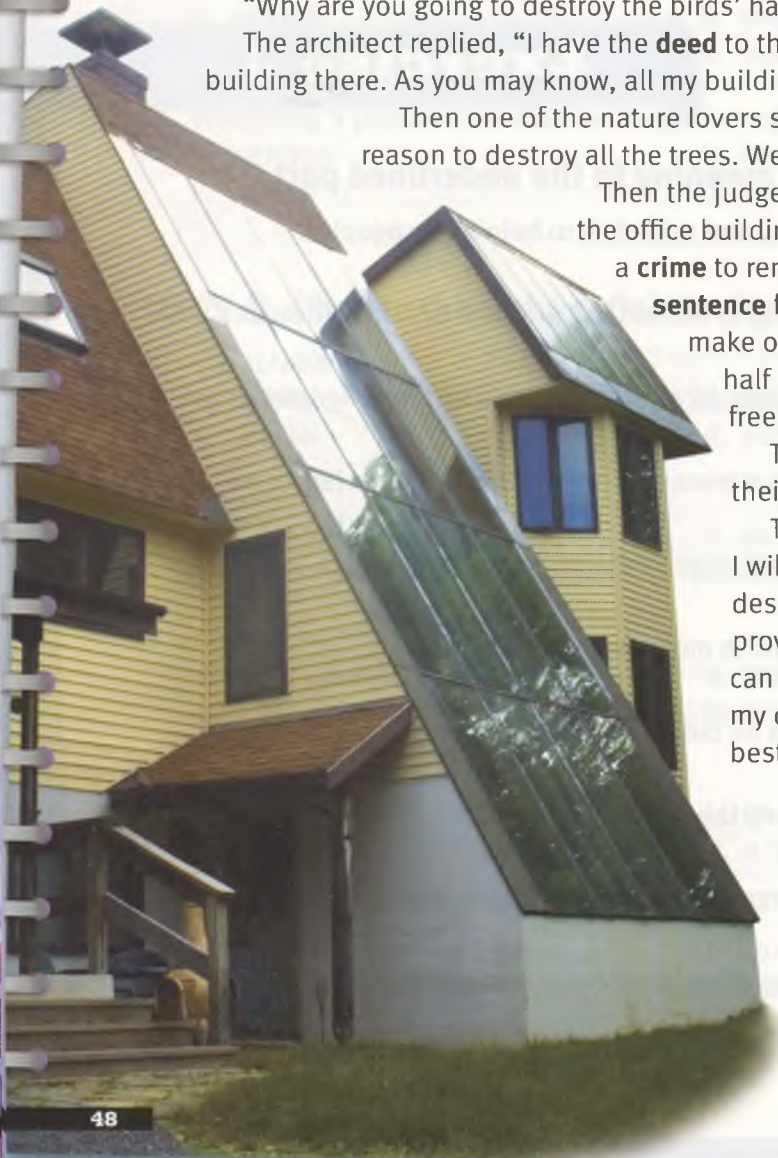 "Why are you going to destroy the birds' ha
The architect replied, "I have the deed to th
building there. As you may know, all my buildi
Then one of the nature lovers s
reason to destroy all the trees. We
Then the judge
the office buildin
a crime to rem
sentence f
make o
half
free
T
thei
T
I wil
des
prov
can
my
best
48